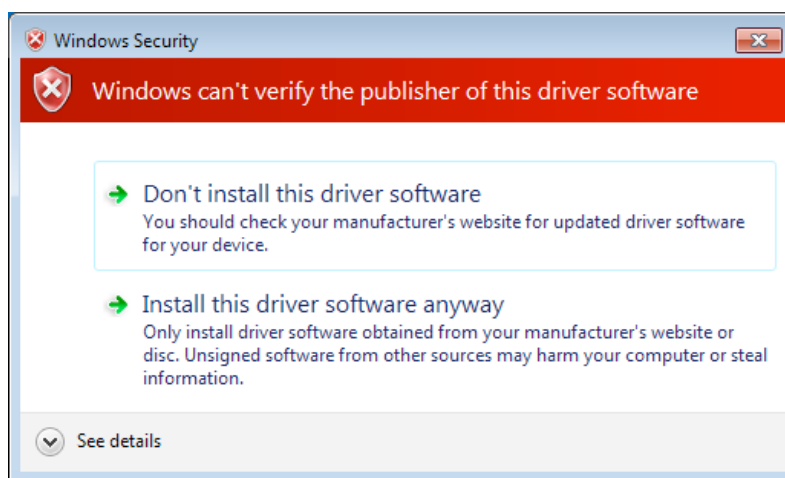 Windows Security
Windows can't verify the publisher of this driver software
Don't install this driver software
You should check your manufacturer's website for updated driver software
for your device.
Install this driver software anyway
Only install driver software obtained from your manufacturer's website or
disc. Unsigned software from other sources may harm your computer or steal
information.
See details